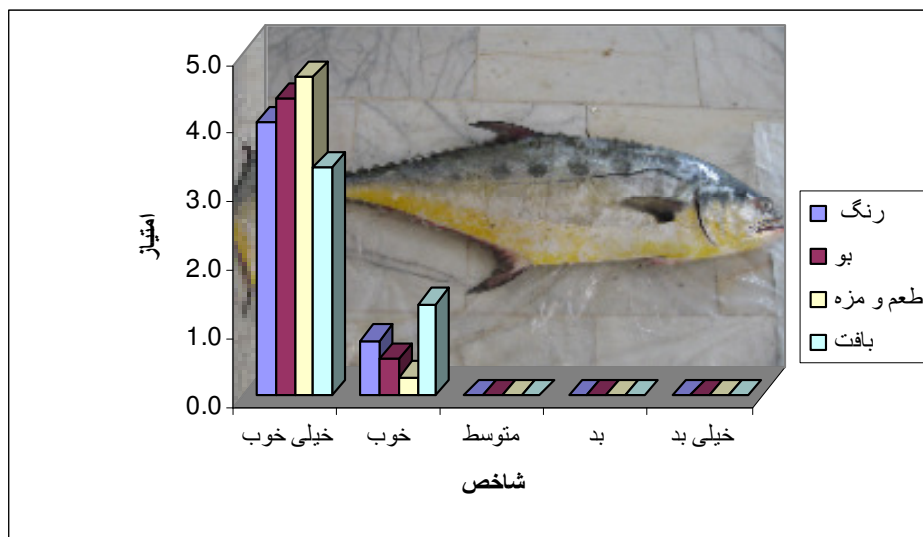 5.0
4.0
3.0
2.0
1.0
0.0
امتیاز
خیلی خوب
خوب
متوسط
بد
خیلی بد
شاخص
رنگ
بو
طعم و مزه
بافت